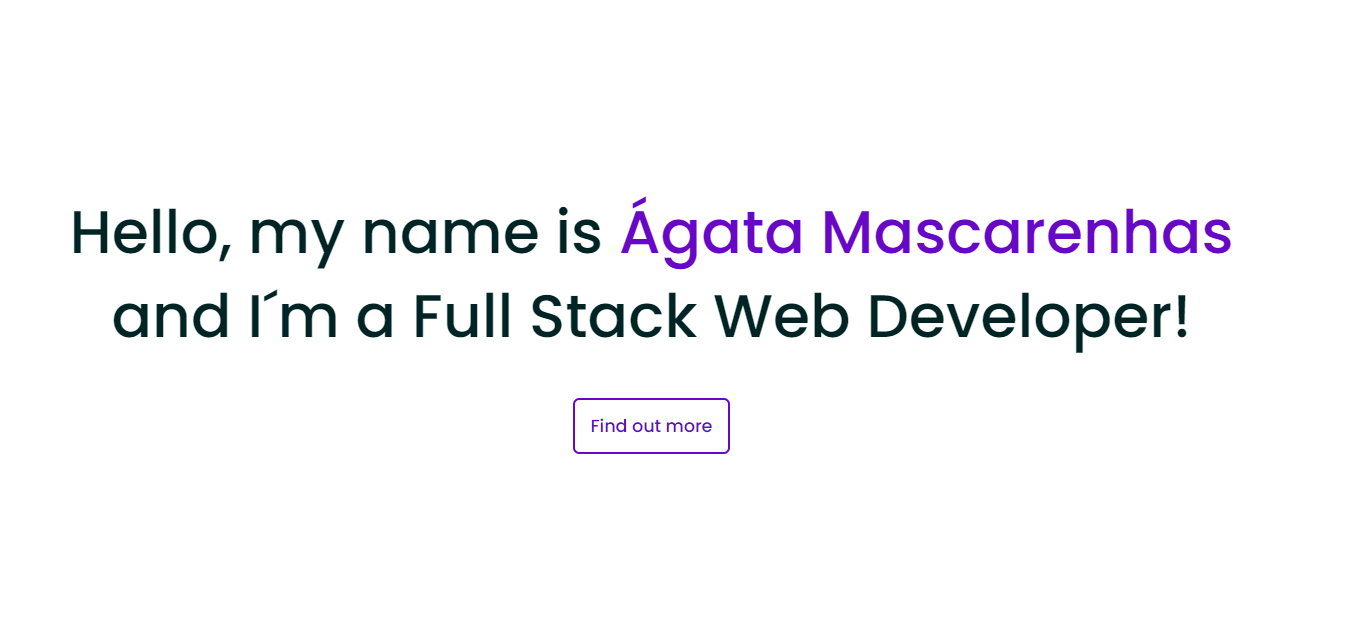 Hello, my name is Ágata Mascarenhas
and I´m a Full Stack Web Developer!
Find out more